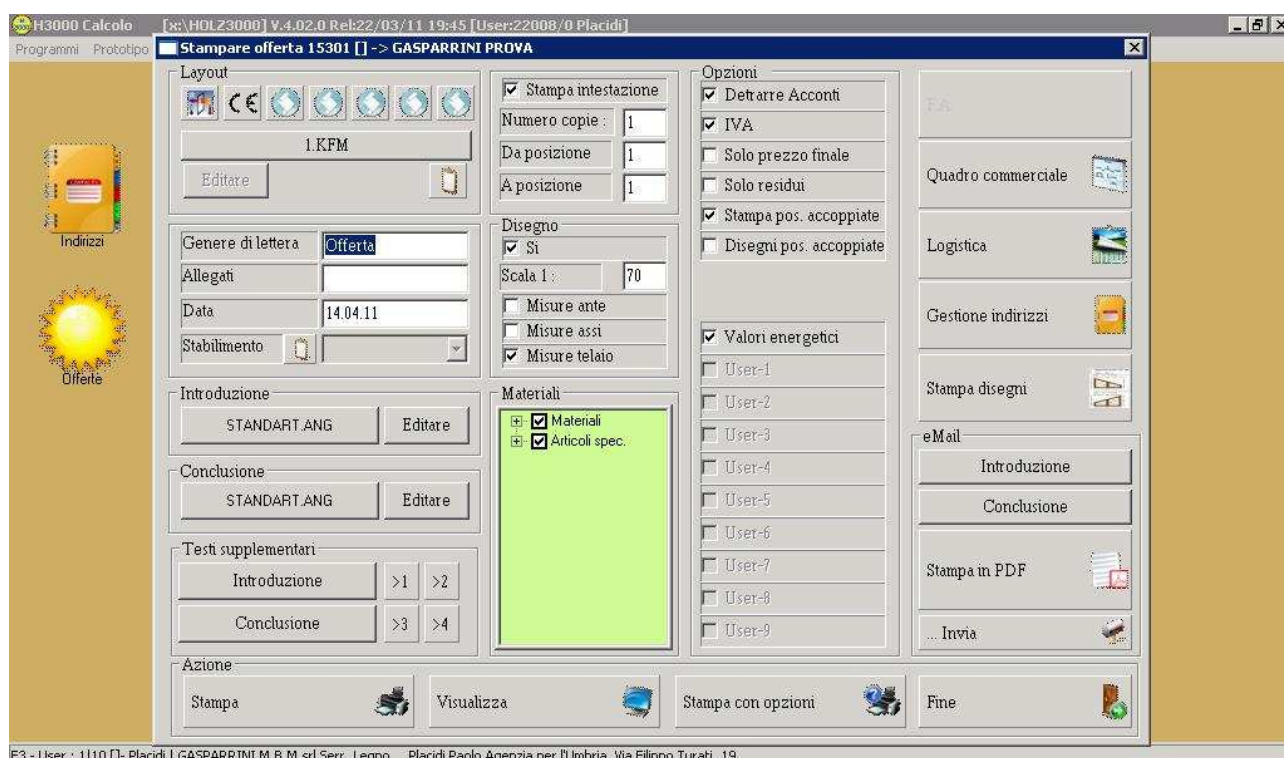 H3000 Calcolo [x:\HOLZ3000] V.4.02.0 Rel:22/03/11 19:45 [User:22008/0 Placidi]
Programmi Prototipo
Stampare offerta 15301 [] -> GASPARRINI PROVA
Layout
CE
1.KFM
Editare
Genere di lettera Offerta
Allegati
Data 14.04.11
Stabilimento
Introduzione
STANDART.ANG Editare
Conclusione
STANDART.ANG Editare
Testi supplementari
Introduzione >1 >2
Conclusione >3 >4
Stampa intestazione
Numero copie : 1
Da posizione 1
A posizione 1
Disegno
Si
Scala 1 : 70
Misure ante
Misure assi
Misure telaio
Materiali
Materiali
Articoli spec.
Opzioni
Detrarre Acconti
IVA
Solo prezzo finale
Solo residui
Stampa pos. accoppiate
Disegni pos. accoppiate
Valori energetici
User-1
User-2
User-3
User-4
User-5
User-6
User-7
User-8
User-9
F.A.
Quadro commerciale
Logistica
Gestione indirizzi
Stampa disegni
eMail
Introduzione
Conclusione
Stampa in PDF
... Invia
Azione
Stampa Visualizza Stampa con opzioni Fine
Indirizzi
Offerte
F3 - User : 1|10 []- Placidi | GASPARRINI M.B.M srl Serr. Legno Placidi Paolo Agenzia per l'Umbria Via Filippo Turati, 19